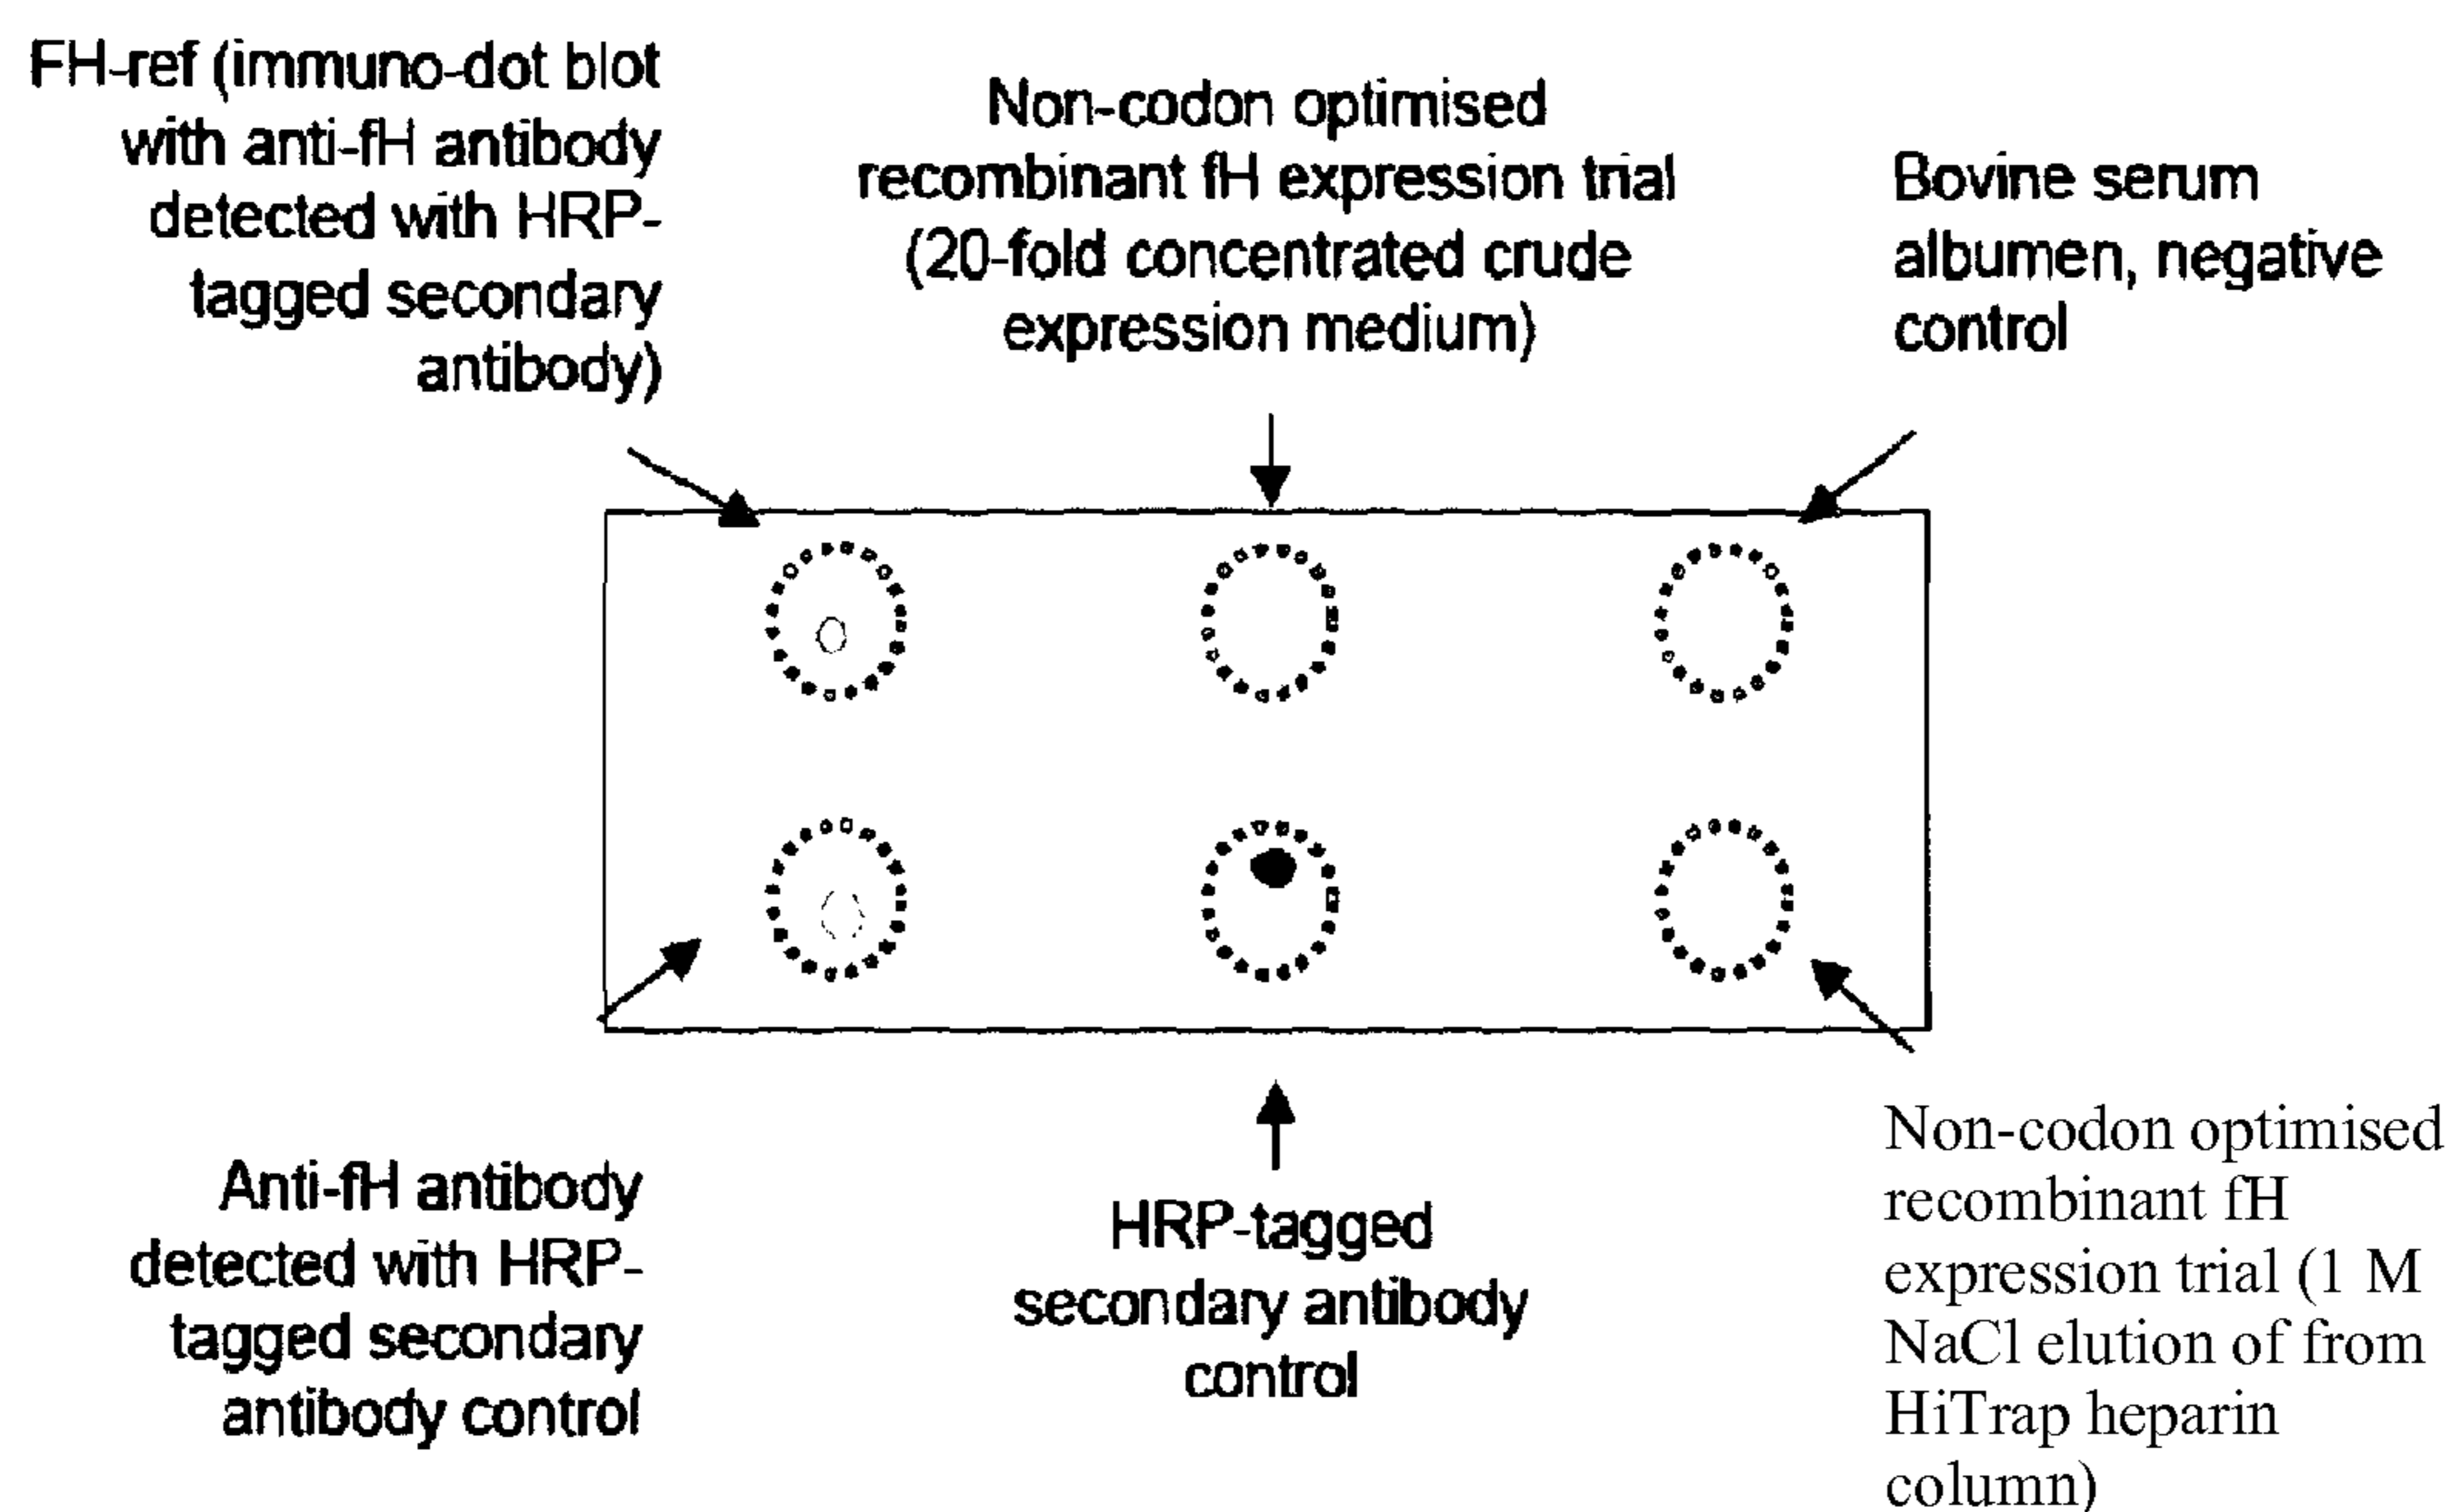 FH-ref (immuno-dot blot
with anti-fH antibody
detected with HRP-
tagged secondary
antibody)
Non-codon optimised
recombinant fH expression trial
(20-fold concentrated crude
expression medium)
Bovine serum
albumen, negative
control
Anti-fH antibody
detected with HRP-
tagged secondary
antibody control
HRP-tagged
secondary antibody
control
Non-codon optimised
recombinant fH
expression trial (1 M
NaCl elution of from
HiTrap heparin
column)